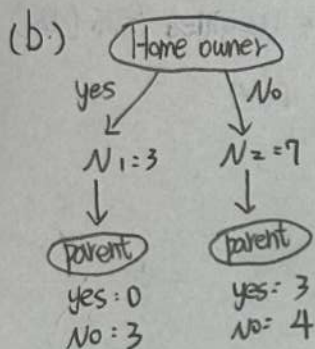 (b.) Home owner
yes No
N1=3 N2=7
parent parent
yes: 0 yes: 3
No: 3 No: 4